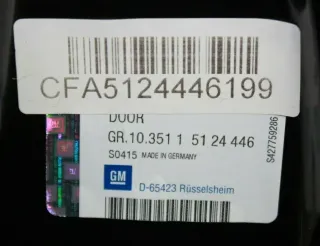 CFA5124446199
DOOR
GR.10.351 1 51 24 446
S0415 MADE IN GERMANY
GM
D-65423 Rüsselsheim
S427759286